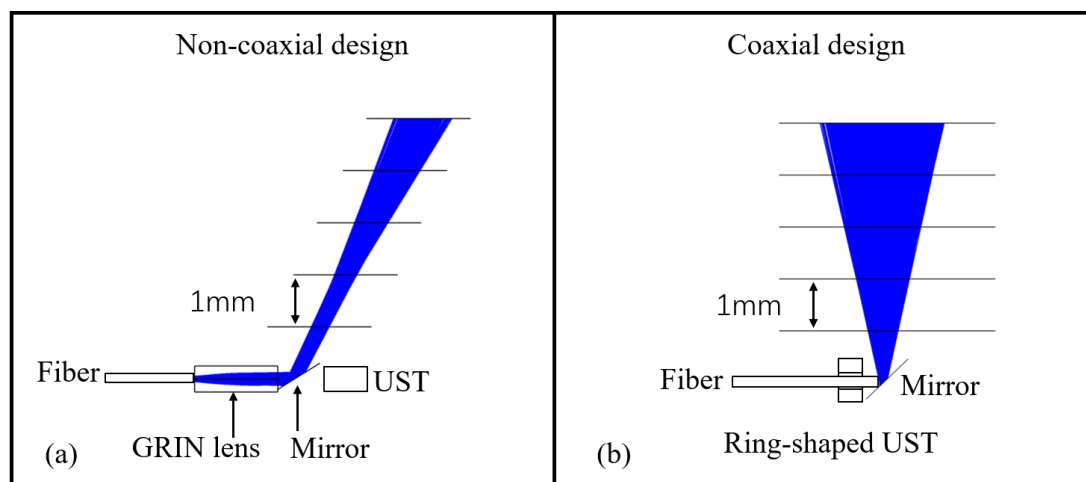 Non-coaxial design
1mm
Fiber
UST
GRIN lens
Mirror
(a)
Coaxial design
1mm
Fiber
Mirror
Ring-shaped UST
(b)